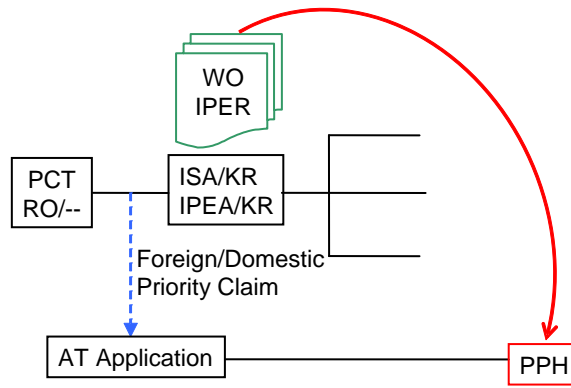 WO
IPER
PCT
RO/--
ISA/KR
IPEA/KR
Foreign/Domestic
Priority Claim
AT Application
PPH